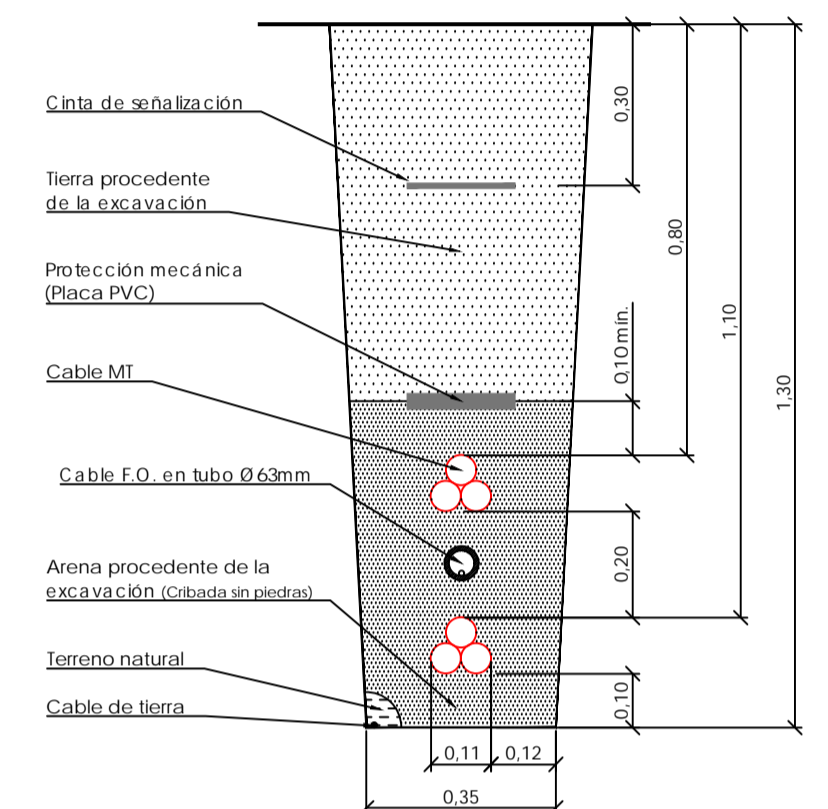 Cinta de señalización
Tierra procedente
de la excavación
Protección mecánica
(Placa PVC)
Cable MT
Cable F.O. en tubo Ø63mm
Arena procedente de la
excavación (Cribada sin piedras)
Terreno natural
Cable de tierra
0,30
0,80
0,10mín.
1,10
1,30
0,20
0,10
0,11
0,12
0,35